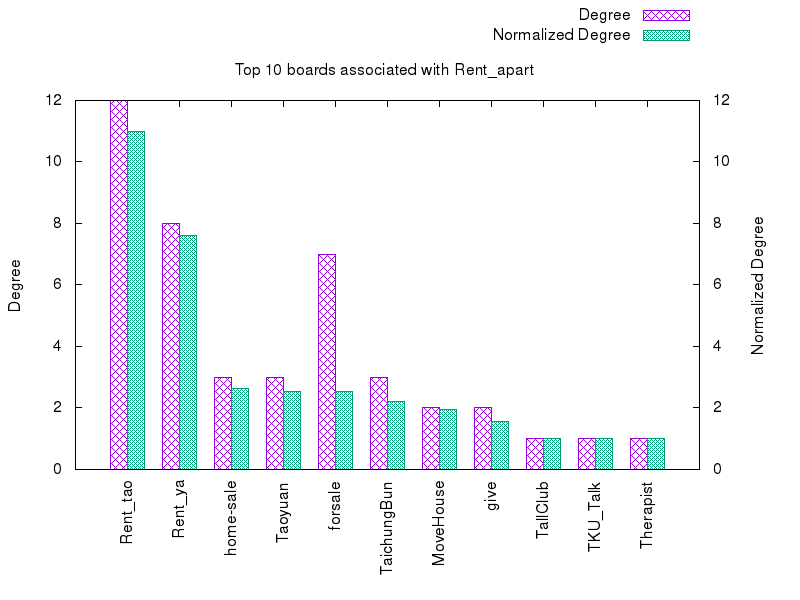 Degree
Normalized Degree
Top 10 boards associated with Rent_apart
12
10
8
6
4
2
0
12
10
8
6
4
2
0
Degree
Normalized Degree
Rent_tao
Rent_ya
home-sale
Taoyuan
forsale
TaichungBun
MoveHouse
give
TallClub
TKU_Talk
Therapist